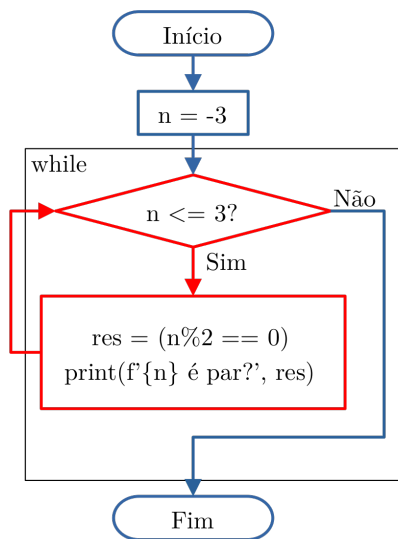 Início
n = -3
while
n <= 3?
Não
Sim
res = (n%2 == 0)
print(f'{n} é par?', res)
Fim